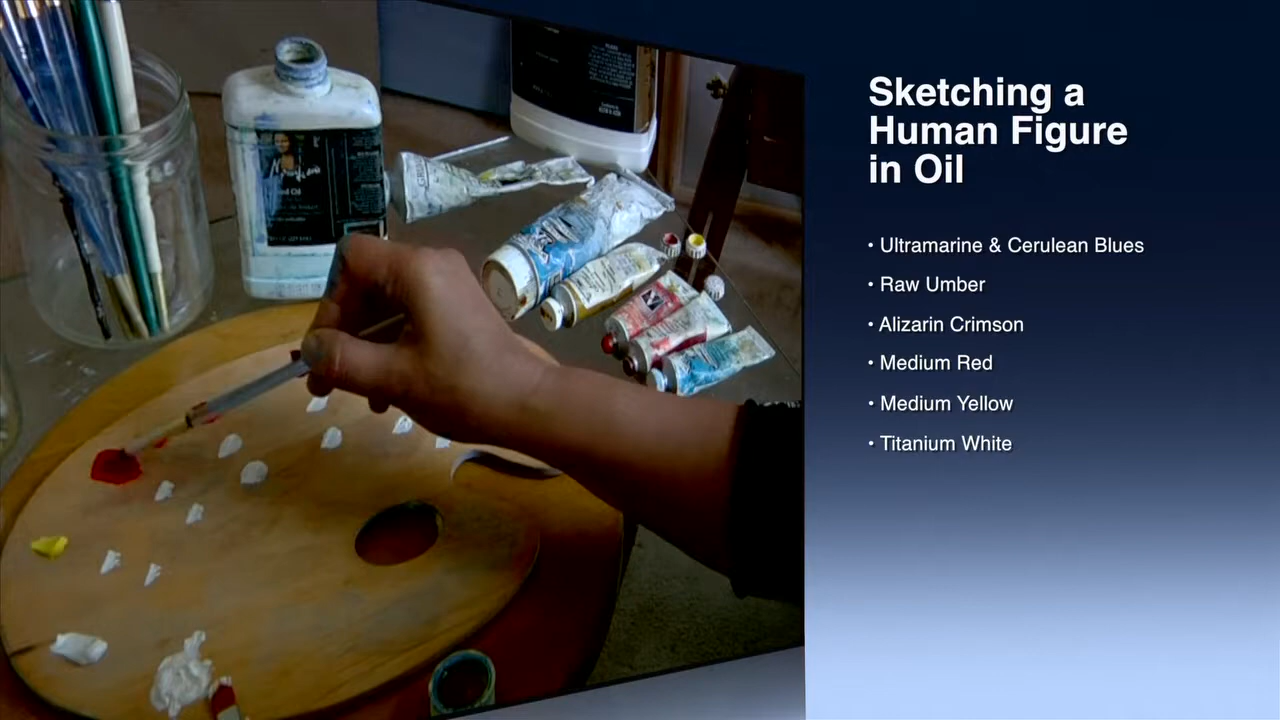 Sketching a
Human Figure
in Oil
• Ultramarine & Cerulean Blues
• Raw Umber
• Alizarin Crimson
• Medium Red
• Medium Yellow
• Titanium White